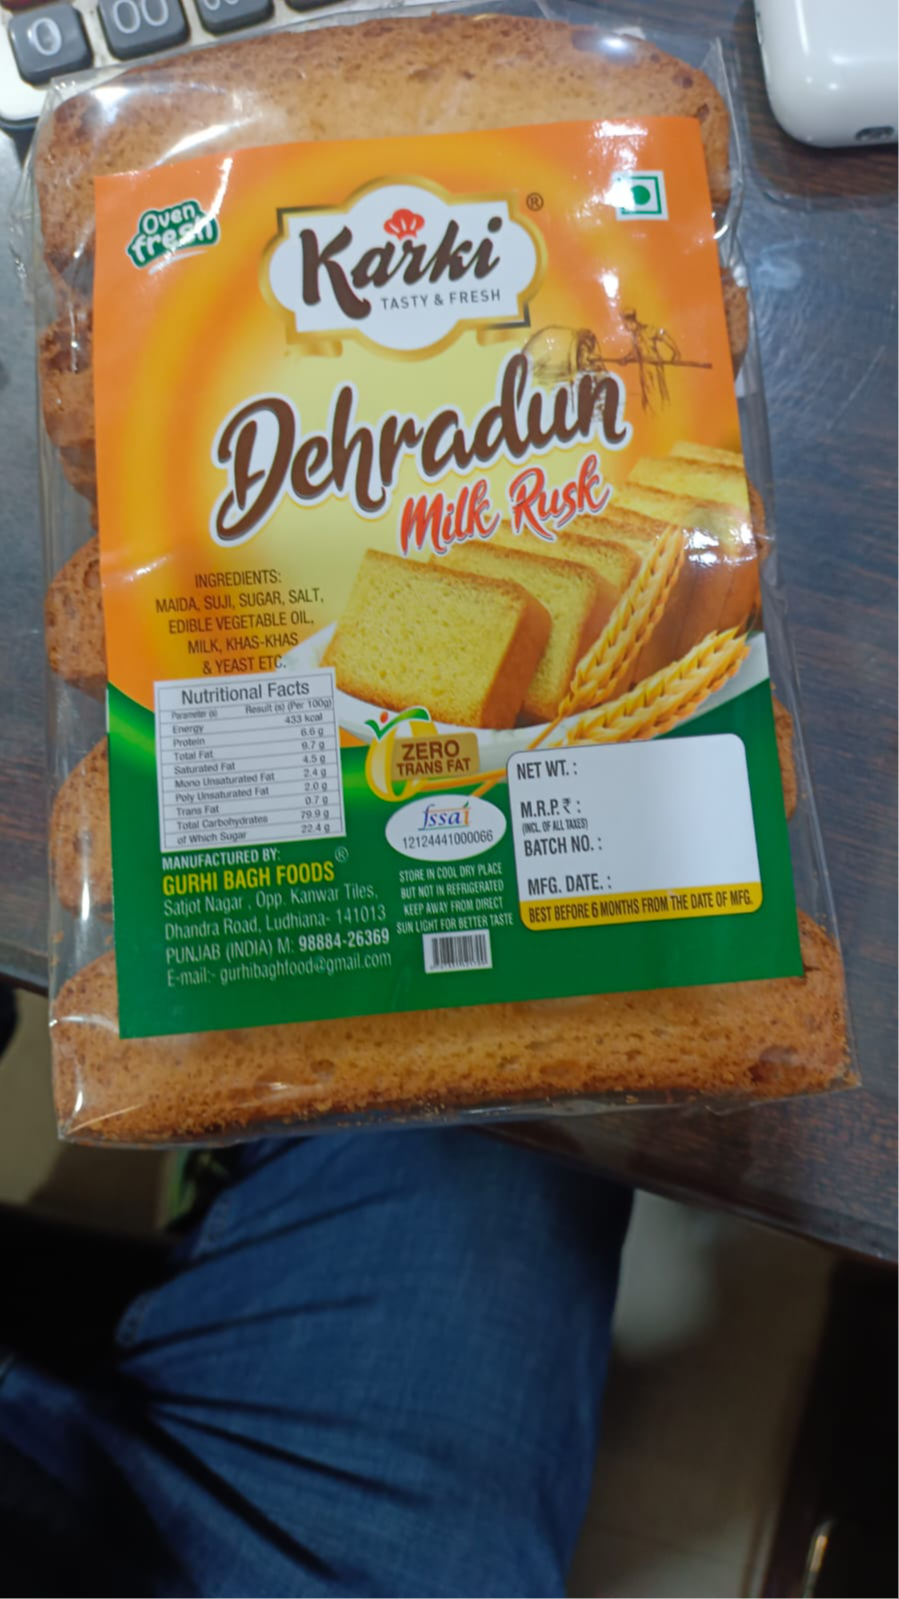 0 00
Oven
fresh
Karki
®
TASTY & FRESH
Dehradun
Milk Rusk
INGREDIENTS:
MAIDA, SUJI, SUGAR, SALT,
EDIBLE VEGETABLE OIL,
MILK, KHAS-KHAS
& YEAST ETC.
Nutritional Facts
Parameter (s) Result (s) (Per 100g)
Energy 433 kcal
Protein 6.6 g
Total Fat 9.7 g
Saturated Fat 4.5 g
Mono Unsaturated Fat 2.4 g
Poly Unsaturated Fat 2.0 g
Trans Fat 0.7 g
Total Carbohydrates 79.9 g
of Which Sugar 22.4 g
ZERO
TRANS FAT
fssai
12124441000066
NET WT. :
M.R.P.₹ :
(INCL. OF ALL TAXES)
BATCH NO. :
MFG. DATE. :
BEST BEFORE 6 MONTHS FROM THE DATE OF MFG.
MANUFACTURED BY:
GURHI BAGH FOODS ®
Satjot Nagar , Opp. Kanwar Tiles,
Dhandra Road, Ludhiana- 141013
PUNJAB (INDIA) M: 98884-26369
E-mail:- gurhibaghfood@gmail.com
STORE IN COOL DRY PLACE
BUT NOT IN REFRIGERATED
KEEP AWAY FROM DIRECT
SUN LIGHT FOR BETTER TASTE